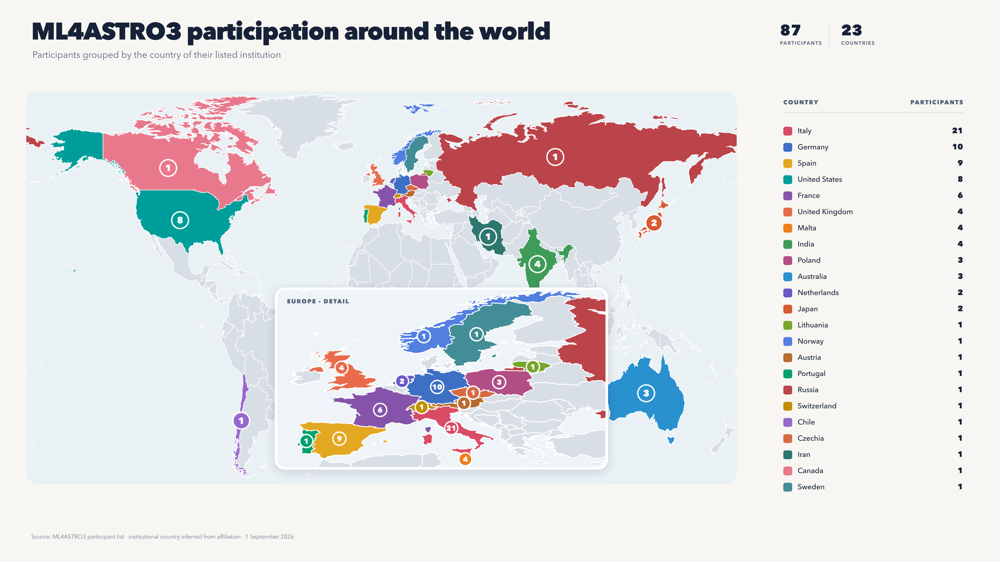 ML4ASTRO3 participation around the world
Participants grouped by the country of their listed institution
87
PARTICIPANTS
23
COUNTRIES
1
8
1
1
4
2
3
1
EUROPE · DETAIL
1
1
4
1
2
10
3
1
1
1
6
21
9
1
4
COUNTRY PARTICIPANTS
Italy 21
Germany 10
Spain 9
United States 8
France 6
United Kingdom 4
Malta 4
India 4
Poland 3
Australia 3
Netherlands 2
Japan 2
Lithuania 1
Norway 1
Austria 1
Portugal 1
Russia 1
Switzerland 1
Chile 1
Czechia 1
Iran 1
Canada 1
Sweden 1
Source: ML4ASTRO3 participant list · institutional country inferred from affiliation · 1 September 2026